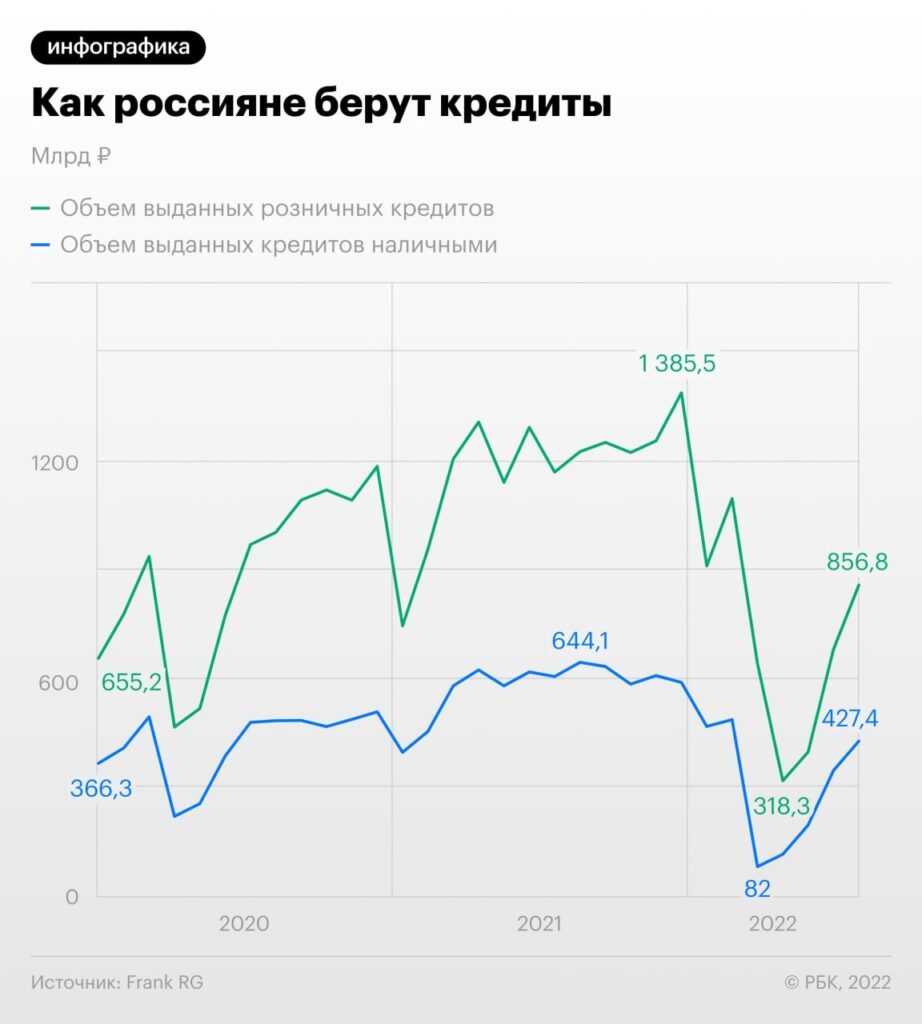 инфографика
Как россияне берут кредиты
Млрд ₽
Объем выданных розничных кредитов
Объем выданных кредитов наличными
1 385,5
1200
856,8
644,1
600
655,2
427,4
366,3
318,3
82
0
2020
2021
2022
Источник: Frank RG
© РБК, 2022